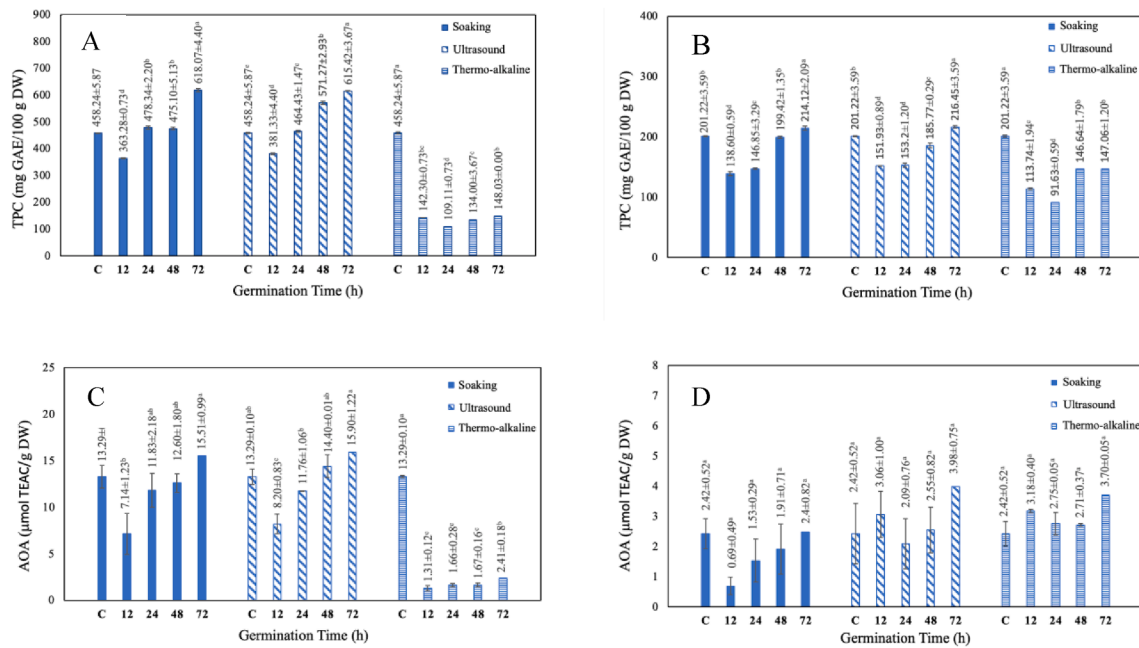 A
TPC (mg GAE/100 g DW)
900
800
700
600
500
400
300
200
100
0
458.24±5.87
363.28±0.73ᵈ
478.34±2.20ᵇ
475.10±5.13ᵇ
618.07±4.40ᵃ
458.24±5.87ᶜ
381.33±4.40ᵈ
464.43±1.47ᶜ
571.27±2.93ᵇ
615.42±3.67ᵃ
458.24±5.87ᵃ
142.30±0.73ᵇᶜ
109.11±0.73ᵈ
134.00±3.67ᶜ
148.03±0.00ᵇ
Soaking
Ultrasound
Thermo-alkaline
C 12 24 48 72 C 12 24 48 72 C 12 24 48 72
Germination Time (h)
B
TPC (mg GAE/100 g DW)
400
300
200
100
0
201.22±3.59ᵇ
138.60±0.59ᵈ
146.85±3.29ᶜ
199.42±1.35ᵇ
214.12±2.09ᵃ
201.22±3.59ᵇ
151.93±0.89ᵈ
153.2±1.20ᵈ
185.77±0.29ᶜ
216.45±3.59ᵃ
201.22±3.59ᵃ
113.74±1.94ᶜ
91.63±0.59ᵈ
146.64±1.79ᵇ
147.06±1.20ᵇ
Soaking
Ultrasound
Thermo-alkaline
C 12 24 48 72 C 12 24 48 72 C 12 24 48 72
Germination Time (h)
C
AOA (µmol TEAC/g DW)
25
20
15
10
5
0
7.14±1.23ᵇ
11.83±2.18ᵃᵇ
12.60±1.80ᵃᵇ
15.51±0.99ᵃ
13.29±0.10ᵃᵇ
8.20±0.83ᶜ
11.76±1.06ᵇ
14.40±0.01ᵃᵇ
15.90±1.22ᵃ
13.29±0.10ᵃ
1.31±0.12ᶜ
1.66±0.28ᶜ
1.67±0.16ᶜ
2.41±0.18ᵇ
Soaking
Ultrasound
Thermo-alkaline
C 12 24 48 72 C 12 24 48 72 C 12 24 48 72
Germination Time (h)
D
AOA (µmol TEAC/g DW)
8
7
6
5
4
3
2
1
0
2.42±0.52ᵃ
0.69±0.49ᵃ
1.53±0.29ᵃ
1.91±0.71ᵃ
2.4±0.82ᵃ
2.42±0.52ᵃ
3.06±1.00ᵃ
2.09±0.76ᵃ
2.55±0.82ᵃ
3.98±0.75ᵃ
2.42±0.52ᵃ
3.18±0.40ᵃ
2.75±0.05ᵃ
2.71±0.37ᵃ
3.70±0.05ᵃ
Soaking
Ultrasound
Thermo-alkaline
C 12 24 48 72 C 12 24 48 72 C 12 24 48 72
Germination Time (h)